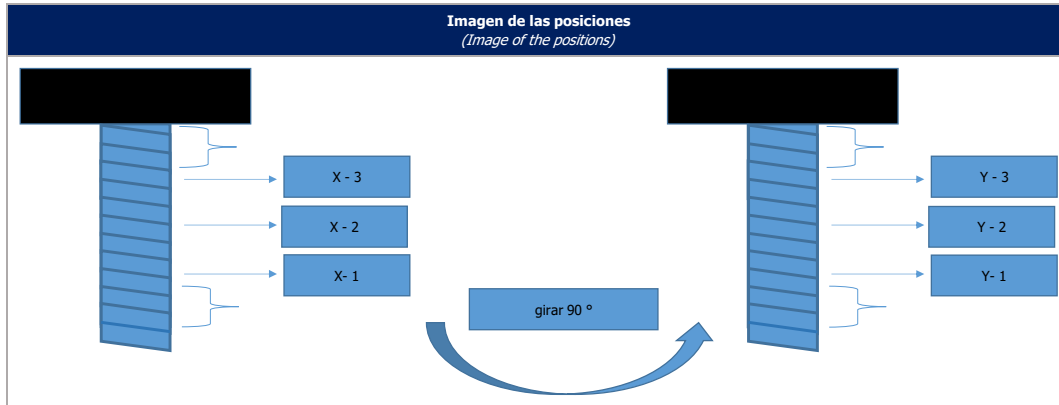 Imagen de las posiciones
(Image of the positions)
X - 3
Y - 3
X - 2
Y - 2
X- 1
Y- 1
girar 90 °